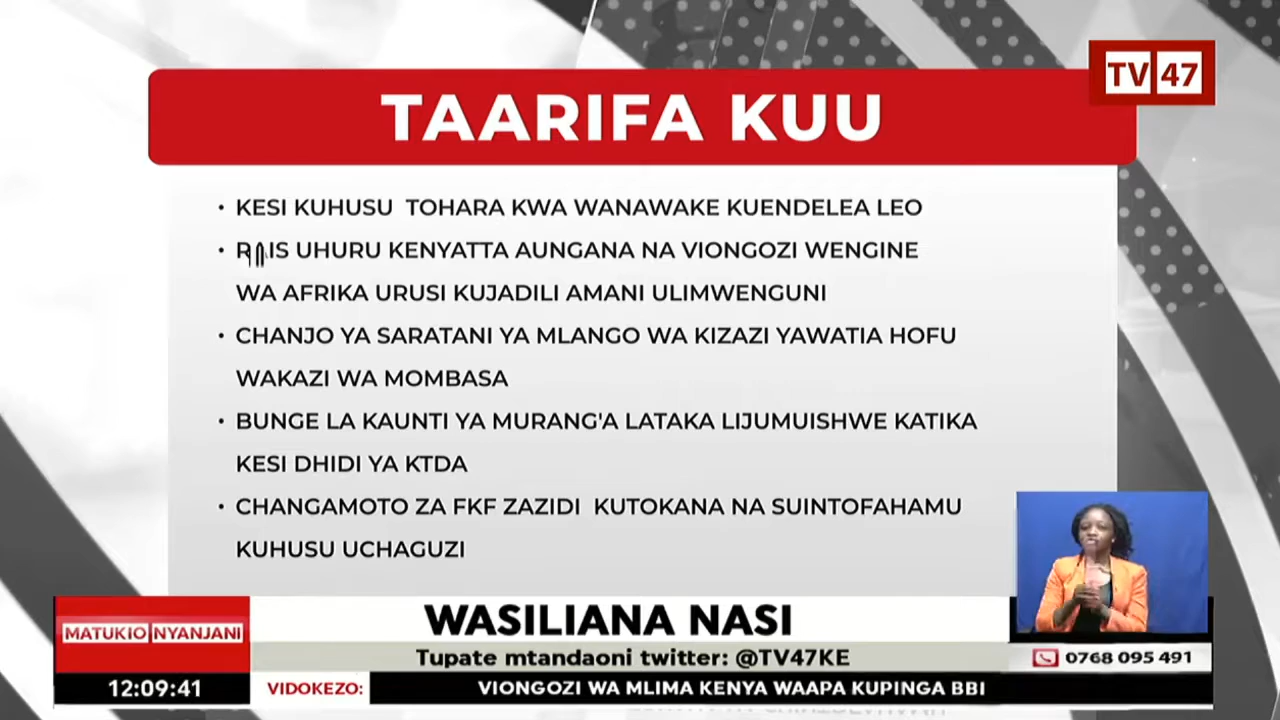 TV 47
TAARIFA KUU
• KESI KUHUSU TOHARA KWA WANAWAKE KUENDELEA LEO
• RAIS UHURU KENYATTA AUNGANA NA VIONGOZI WENGINE
WA AFRIKA URUSI KUJADILI AMANI ULIMWENGUNI
• CHANJO YA SARATANI YA MLANGO WA KIZAZI YAWATIA HOFU
WAKAZI WA MOMBASA
• BUNGE LA KAUNTI YA MURANG'A LATAKA LIJUMUISHWE KATIKA
KESI DHIDI YA KTDA
• CHANGAMOTO ZA FKF ZAZIDI KUTOKANA NA SUINTOFAHAMU
KUHUSU UCHAGUZI
MATUKIO NYANJANI
WASILIANA NASI
Tupate mtandaoni twitter: @TV47KE
0768 095 491
12:09:41
VIDOKEZO:
VIONGOZI WA MLIMA KENYA WAAPA KUPINGA BBI